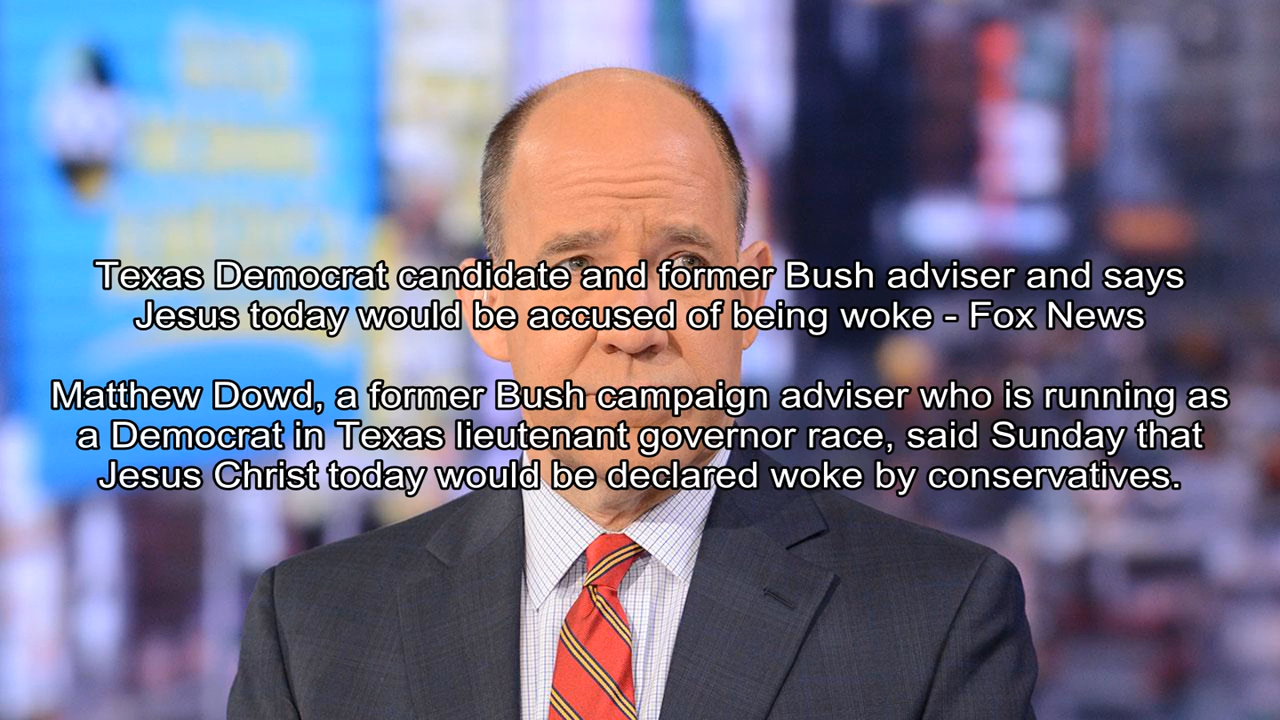 Texas Democrat candidate and former Bush adviser and says
Jesus today would be accused of being woke - Fox News
Matthew Dowd, a former Bush campaign adviser who is running as
a Democrat in Texas lieutenant governor race, said Sunday that
Jesus Christ today would be declared woke by conservatives.